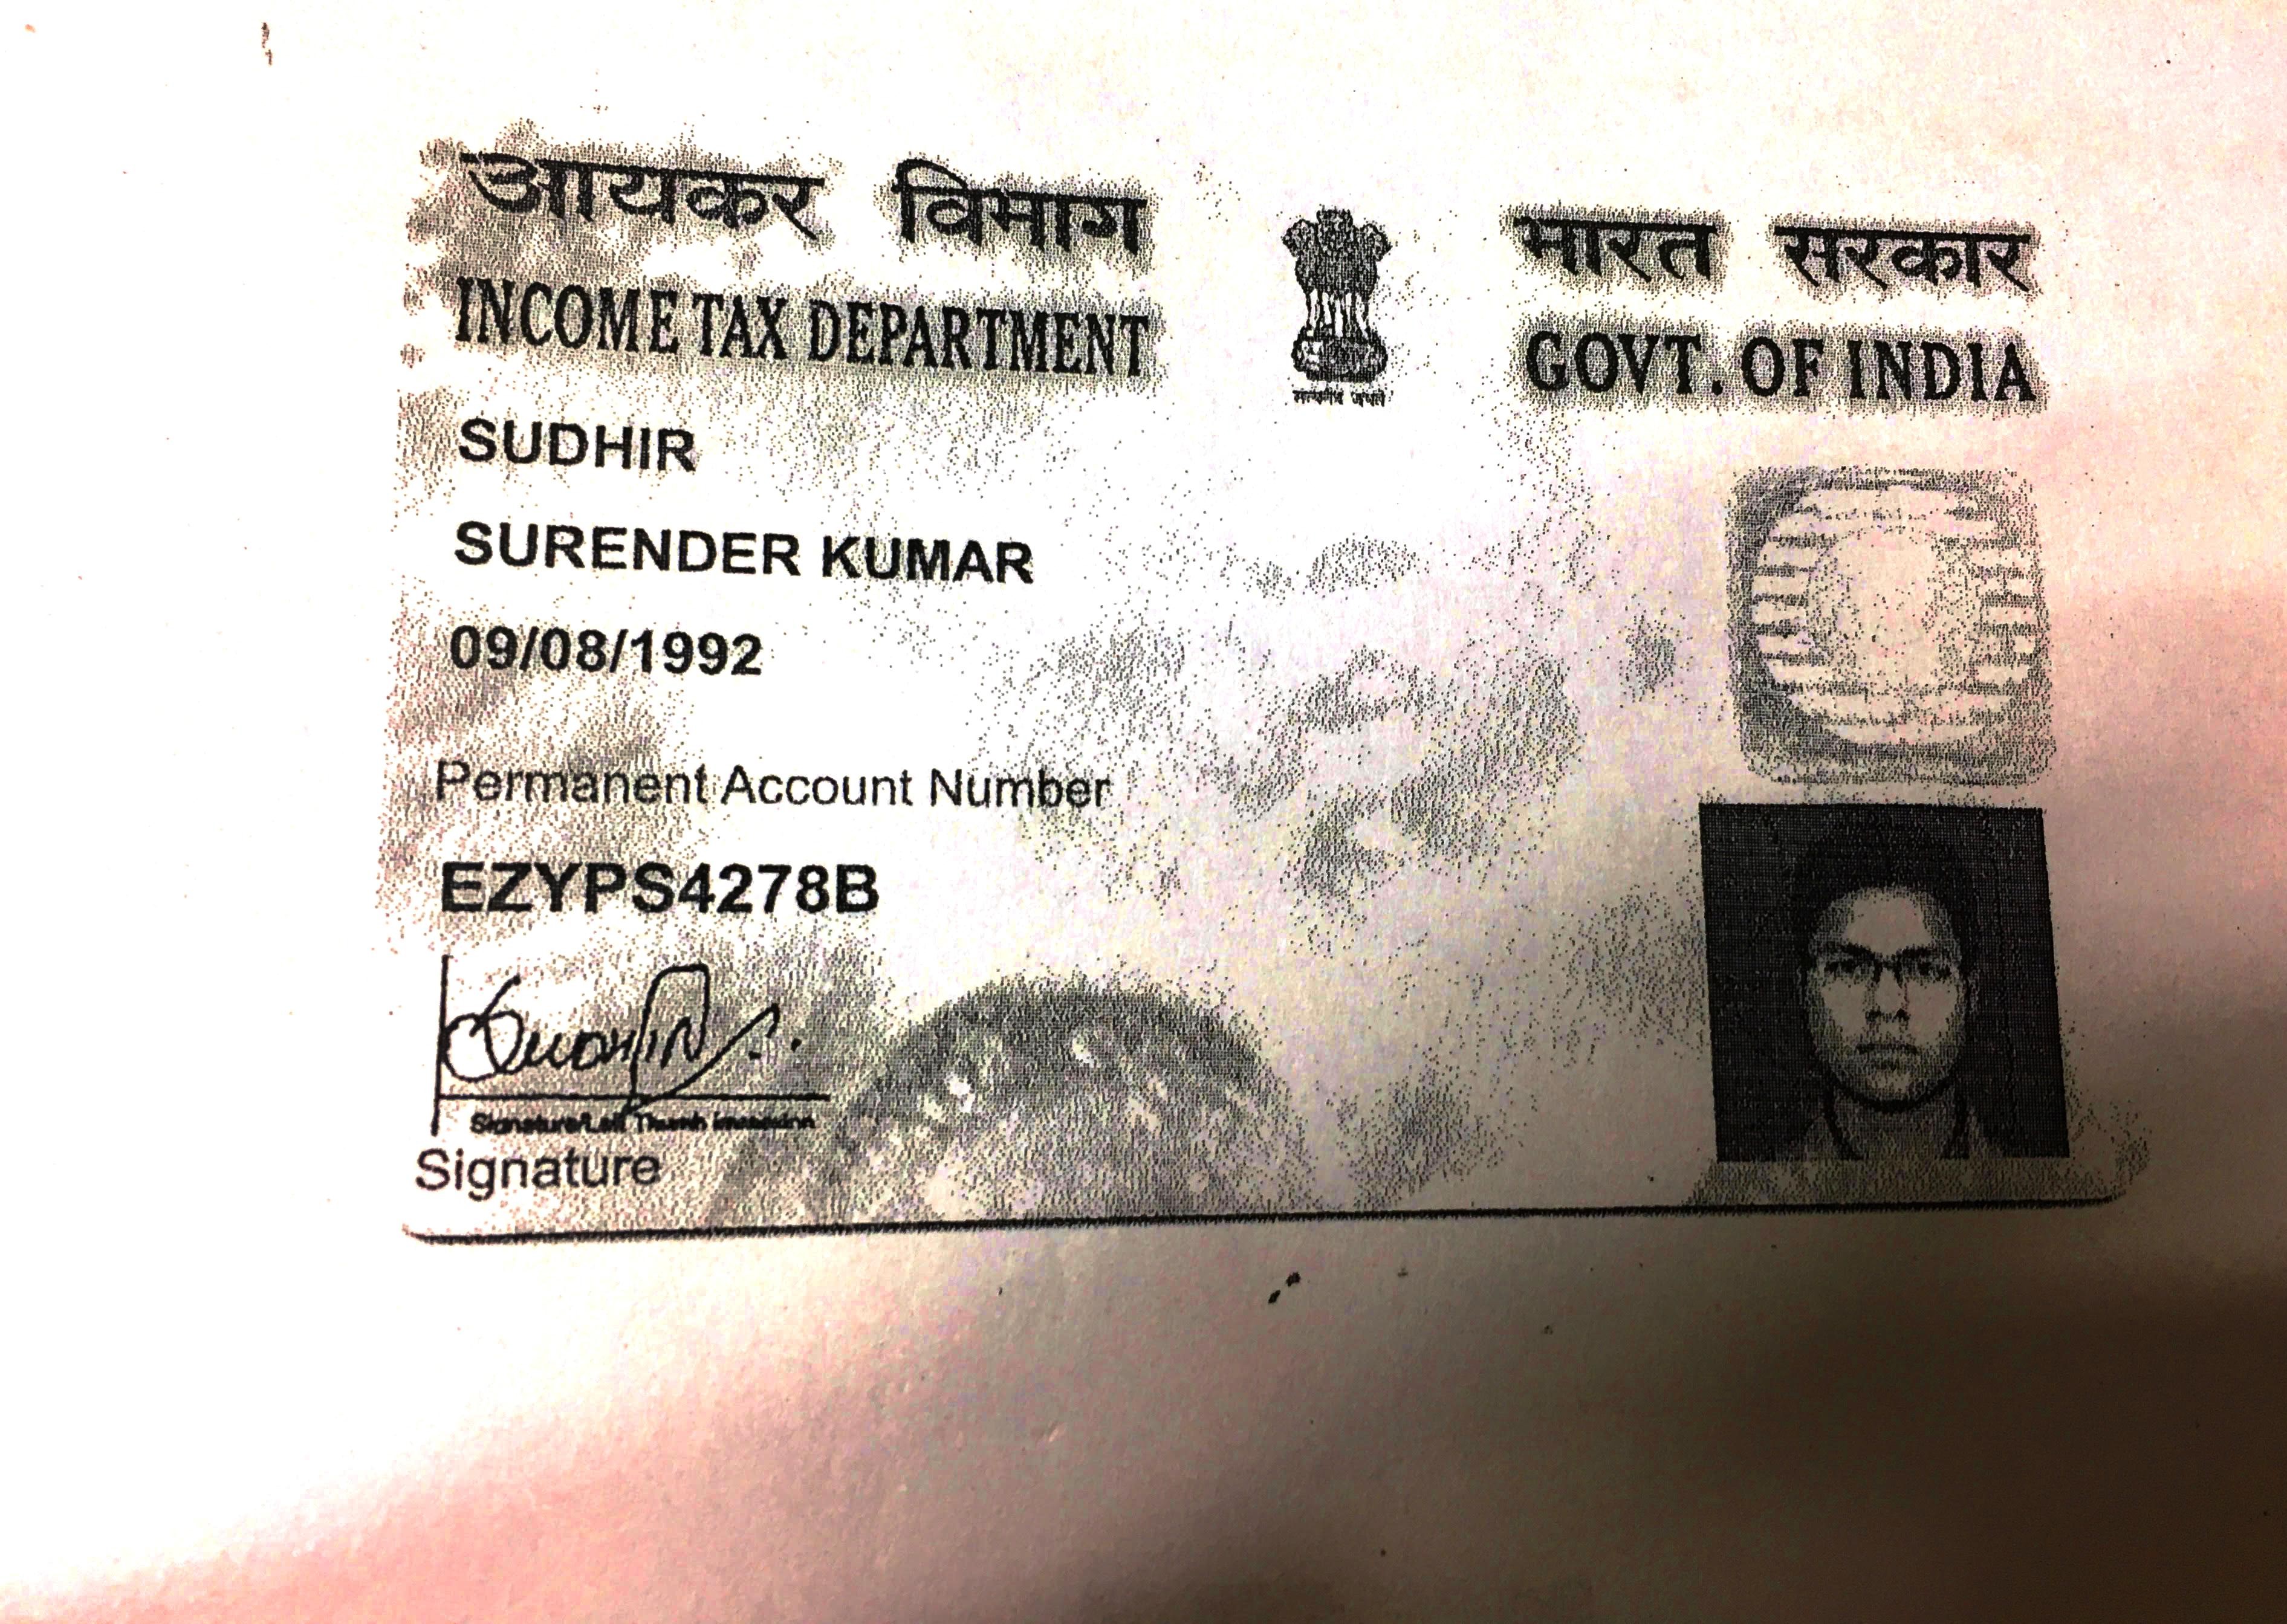 आयकर विभाग
INCOME TAX DEPARTMENT
भारत सरकार
GOVT. OF INDIA
सत्यमेव जयते
SUDHIR
SURENDER KUMAR
09/08/1992
Permanent Account Number
EZYPS4278B
Sudhir S.
Signature/Left Thumb Impression
Signature